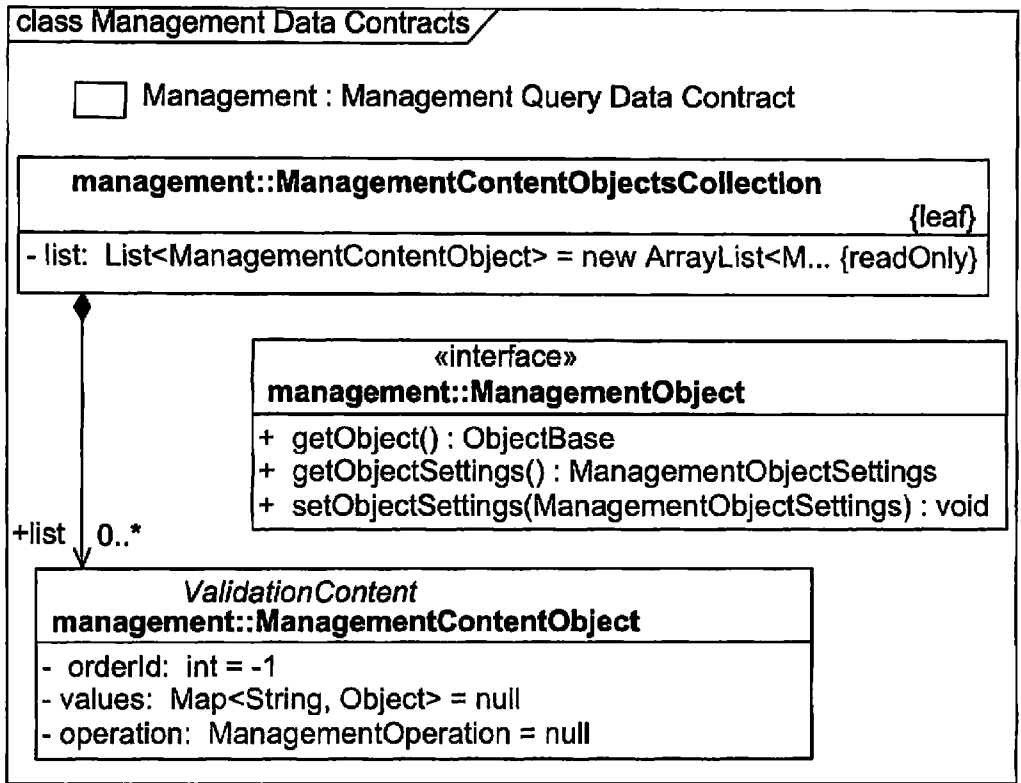 class Management Data Contracts
Management : Management Query Data Contract
management::ManagementContentObjectsCollection
{leaf}
- list: List<ManagementContentObject> = new ArrayList<M... {readOnly}
«interface»
management::ManagementObject
+ getObject() : ObjectBase
+ getObjectSettings() : ManagementObjectSettings
+ setObjectSettings(ManagementObjectSettings) : void
+list 0..*
ValidationContent
management::ManagementContentObject
- orderId: int = -1
- values: Map<String, Object> = null
- operation: ManagementOperation = null